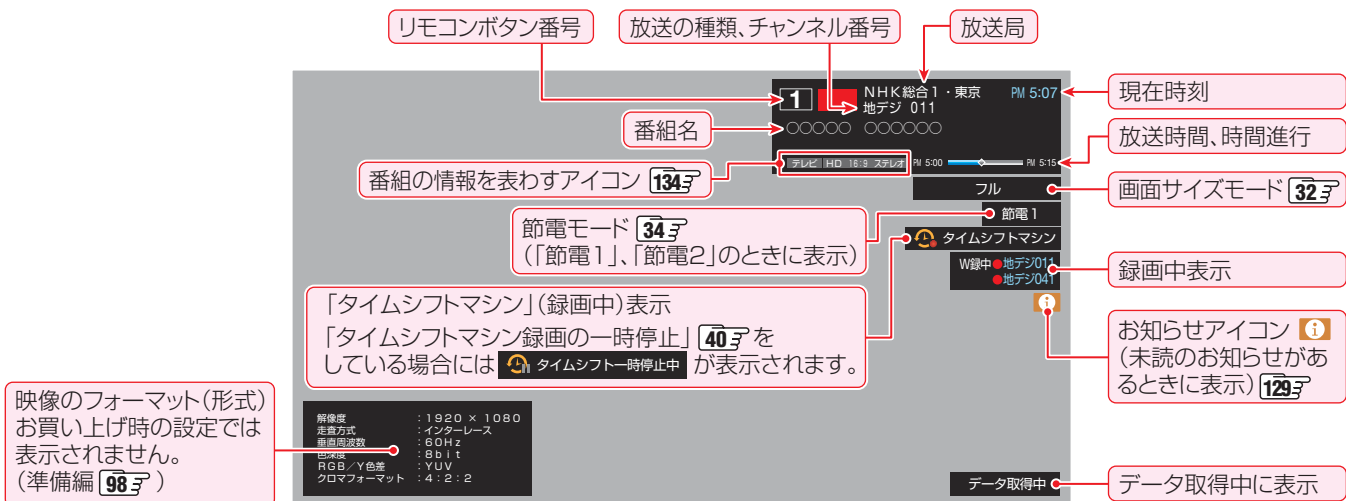 リモコンボタン番号
放送の種類、チャンネル番号
放送局
1
NHK総合1・東京
PM 5:07
地デジ 011
○○○○○ ○○○○○○
テレビ HD 16:9 ステレオ
PM 5:00
PM 5:15
現在時刻
番組名
放送時間、時間進行
番組の情報を表わすアイコン 134
フル
画面サイズモード 32
節電モード 34
(「節電1」、「節電2」のときに表示)
節電1
タイムシフトマシン
W録中●地デジ011
●地デジ041
録画中表示
「タイムシフトマシン」(録画中)表示
「タイムシフトマシン録画の一時停止」 40 を
している場合には タイムシフト一時停止中 が表示されます。
お知らせアイコン
(未読のお知らせがあ
るときに表示) 129
映像のフォーマット(形式)
お買い上げ時の設定では
表示されません。
(準備編 98 )
解像度 :1920 × 1080
走査方式 :インターレース
垂直周波数 :60Hz
色深度 :8bit
RGB/Y色差 :YUV
クロマフォーマット :4:2:2
データ取得中
データ取得中に表示